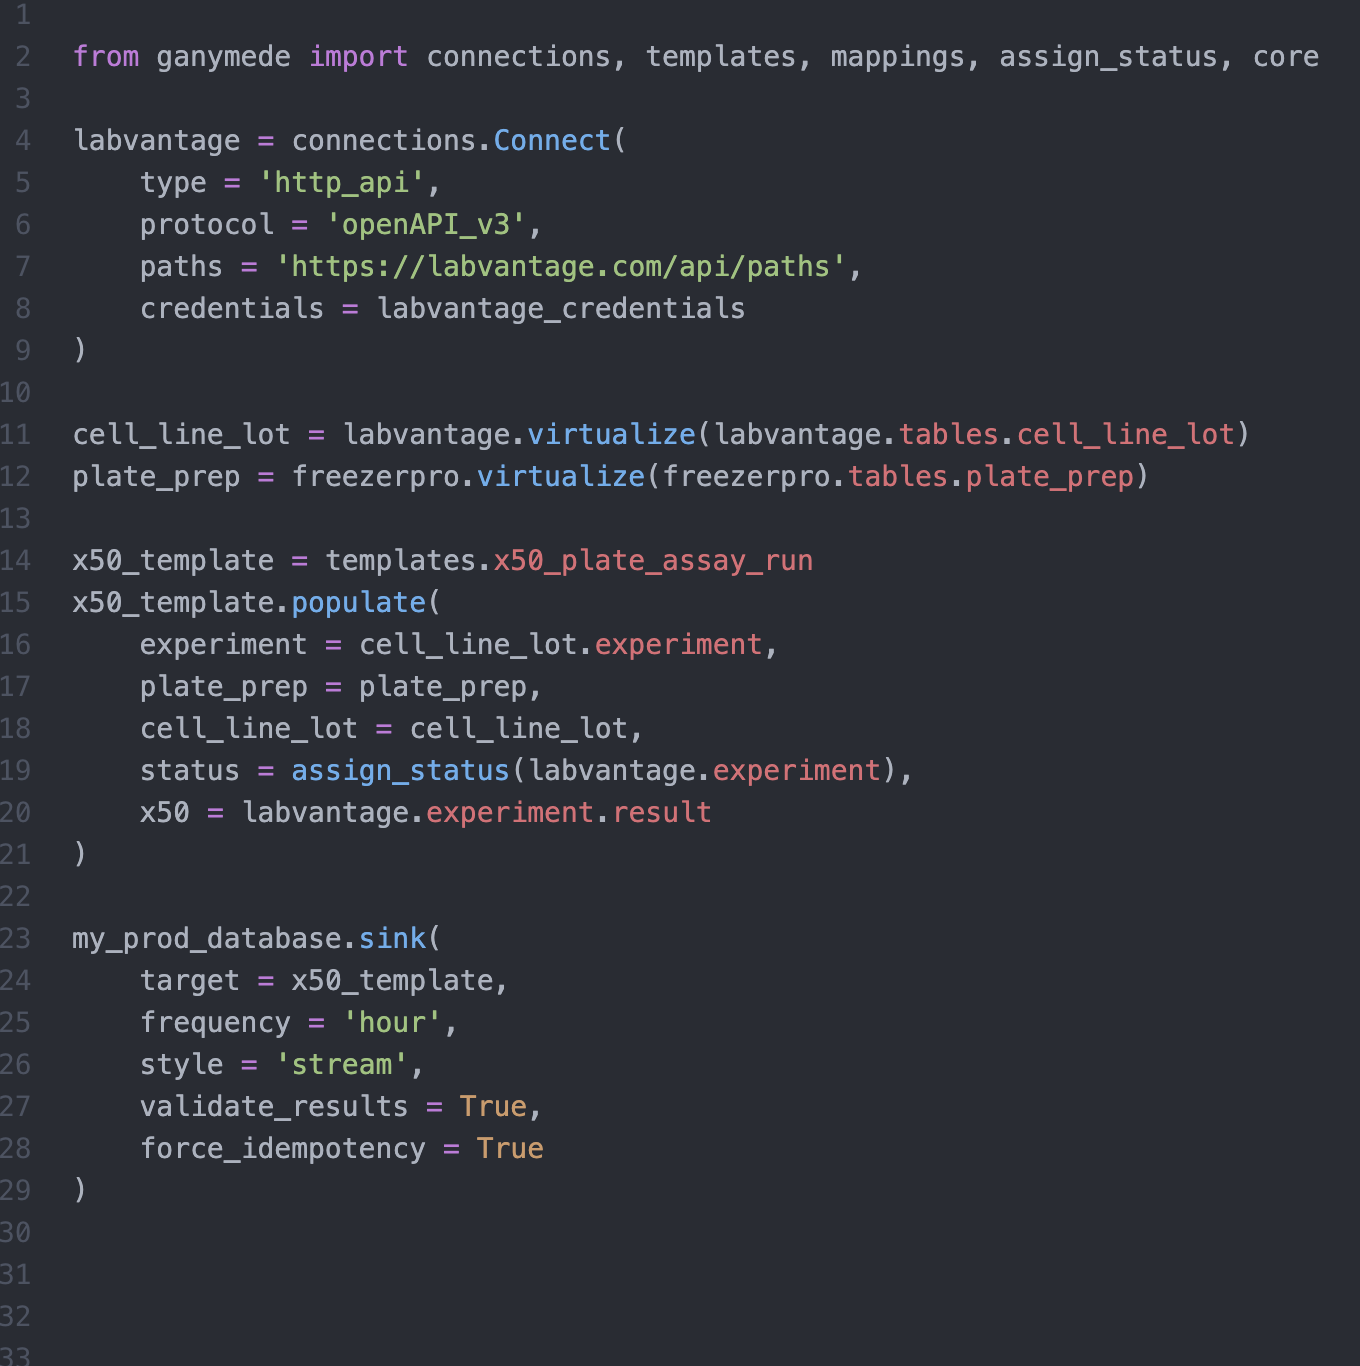 1
2 from ganymede import connections, templates, mappings, assign_status, core
3
4 labvantage = connections.Connect(
5     type = 'http_api',
6     protocol = 'openAPI_v3',
7     paths = 'https://labvantage.com/api/paths',
8     credentials = labvantage_credentials
9 )
10
11 cell_line_lot = labvantage.virtualize(labvantage.tables.cell_line_lot)
12 plate_prep = freezerpro.virtualize(freezerpro.tables.plate_prep)
13
14 x50_template = templates.x50_plate_assay_run
15 x50_template.populate(
16     experiment = cell_line_lot.experiment,
17     plate_prep = plate_prep,
18     cell_line_lot = cell_line_lot,
19     status = assign_status(labvantage.experiment),
20     x50 = labvantage.experiment.result
21 )
22
23 my_prod_database.sink(
24     target = x50_template,
25     frequency = 'hour',
26     style = 'stream',
27     validate_results = True,
28     force_idempotency = True
29 )
30
31
32
33